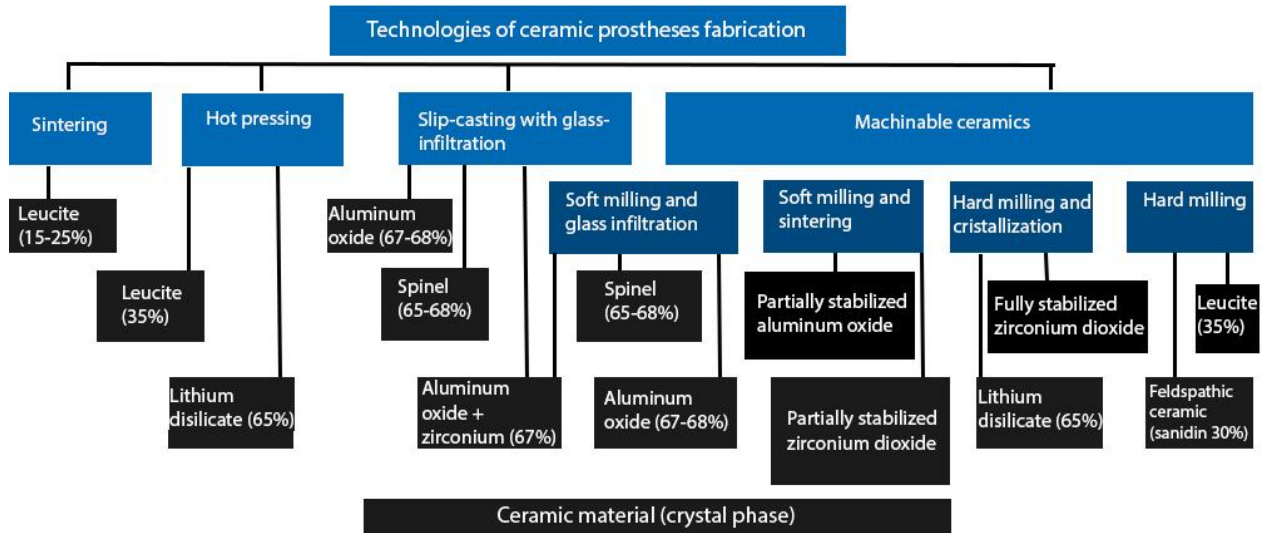 Technologies of ceramic prostheses fabrication
Sintering
Hot pressing
Slip-casting with glass-
infiltration
Machinable ceramics
Soft milling and
glass infiltration
Soft milling and
sintering
Hard milling and
cristallization
Hard milling
Leucite
(15-25%)
Aluminum
oxide (67-68%)
Leucite
(35%)
Spinel
(65-68%)
Spinel
(65-68%)
Partially stabilized
aluminum oxide
Fully stabilized
zirconium dioxide
Leucite
(35%)
Lithium
disilicate (65%)
Aluminum
oxide +
zirconium (67%)
Aluminum
oxide (67-68%)
Partially stabilized
zirconium dioxide
Lithium
disilicate (65%)
Feldspathic
ceramic
(sanidin 30%)
Ceramic material (crystal phase)